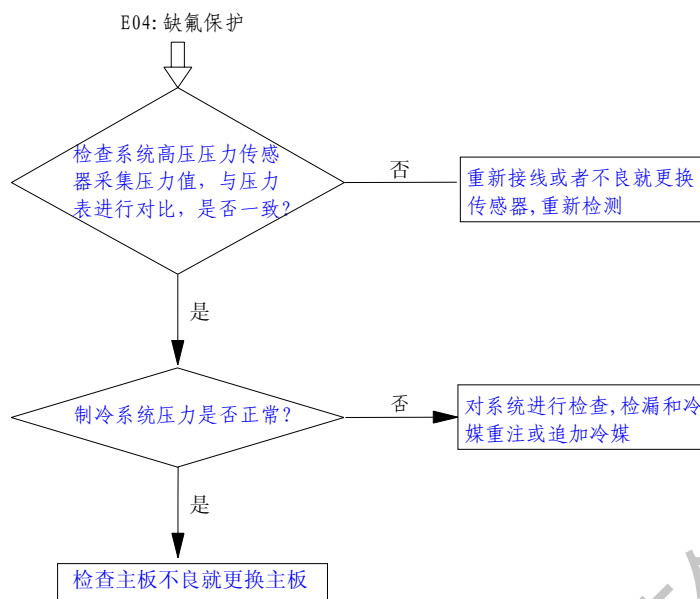 E04: 缺氟保护
检查系统高压压力传感
器采集压力值，与压力
表进行对比，是否一致?
否
重新接线或者不良就更换
传感器,重新检测
是
制冷系统压力是否正常?
否
对系统进行检查,检漏和冷
媒重注或追加冷媒
是
检查主板不良就更换主板